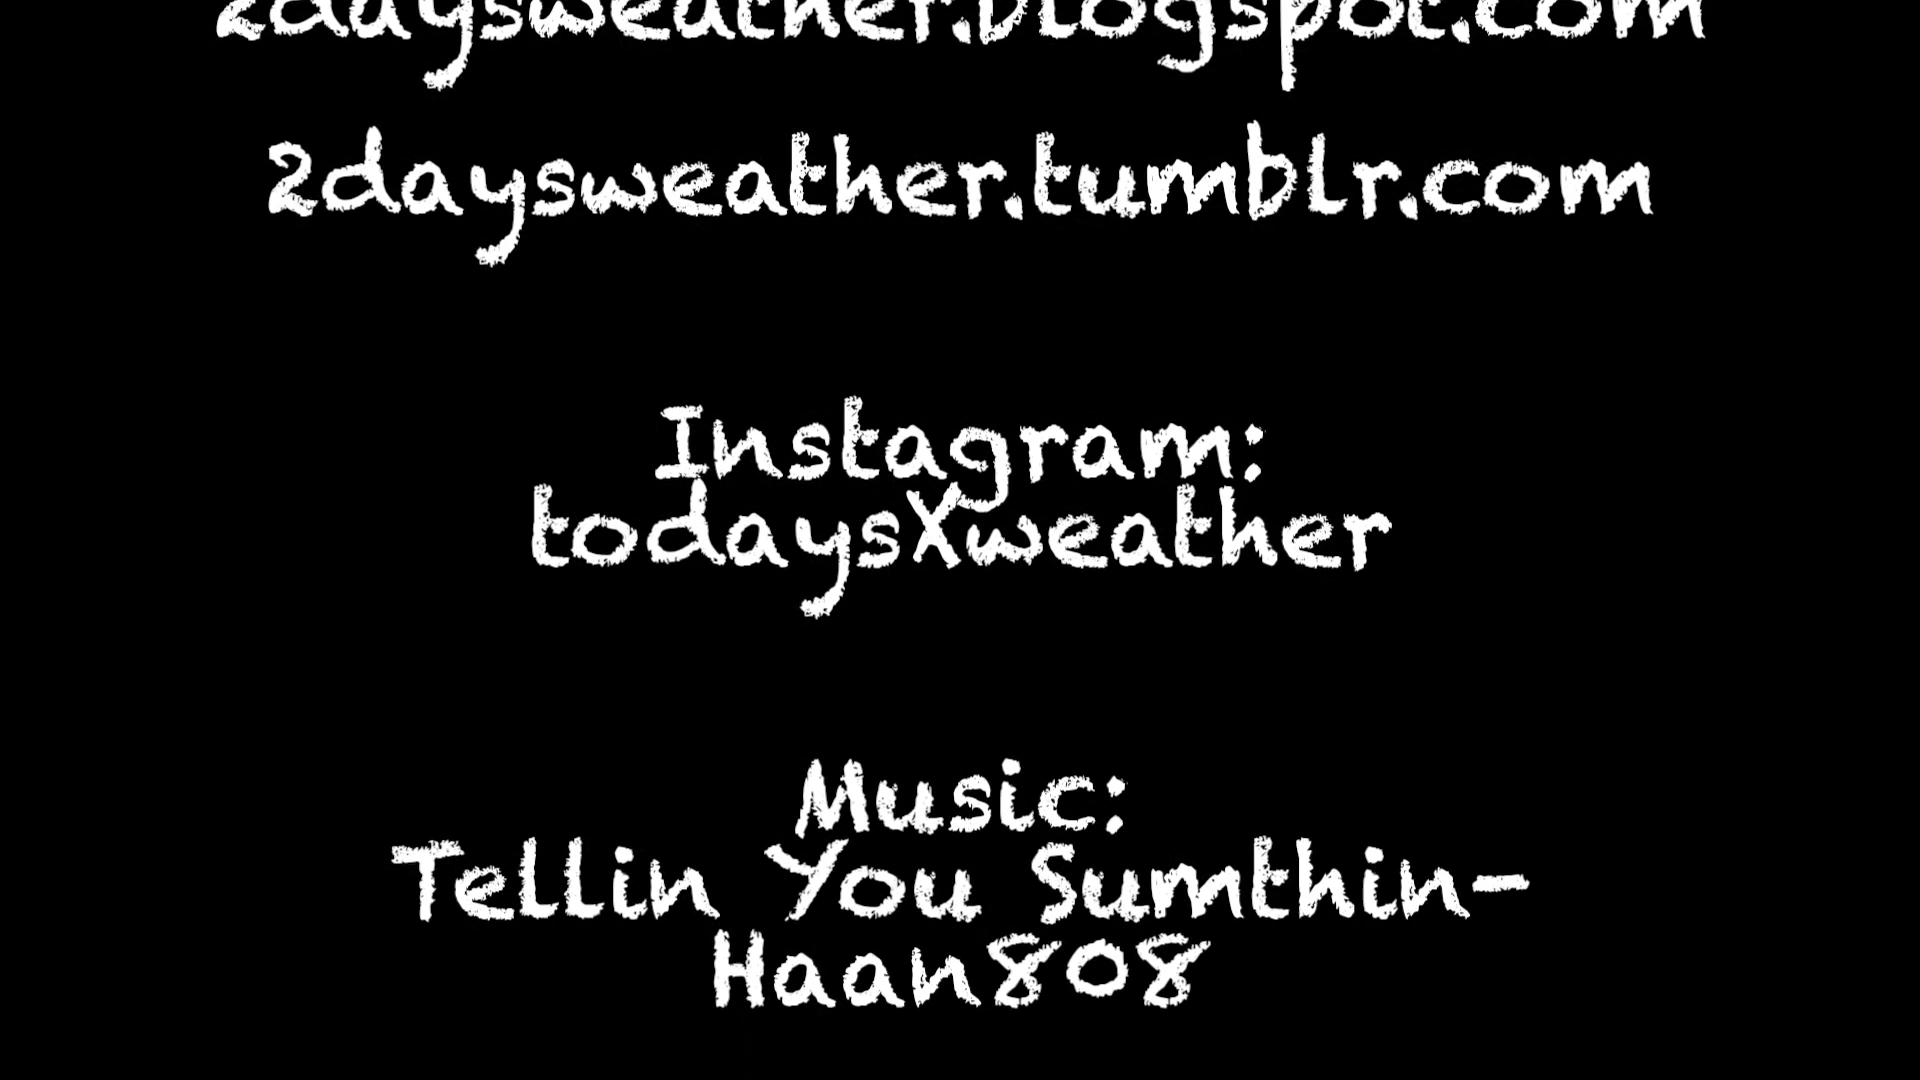 2daysweather.blogspot.com
2daysweather.tumblr.com
Instagram:
todaysXweather
Music:
Tellin You Sumthin-
Haan808